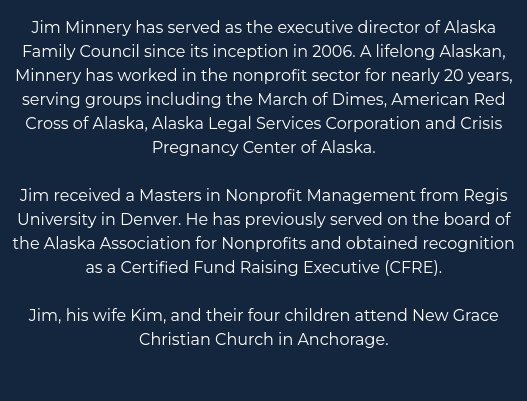 Jim Minnery has served as the executive director of Alaska
Family Council since its inception in 2006. A lifelong Alaskan,
Minnery has worked in the nonprofit sector for nearly 20 years,
serving groups including the March of Dimes, American Red
Cross of Alaska, Alaska Legal Services Corporation and Crisis
Pregnancy Center of Alaska.
Jim received a Masters in Nonprofit Management from Regis
University in Denver. He has previously served on the board of
the Alaska Association for Nonprofits and obtained recognition
as a Certified Fund Raising Executive (CFRE).
Jim, his wife Kim, and their four children attend New Grace
Christian Church in Anchorage.